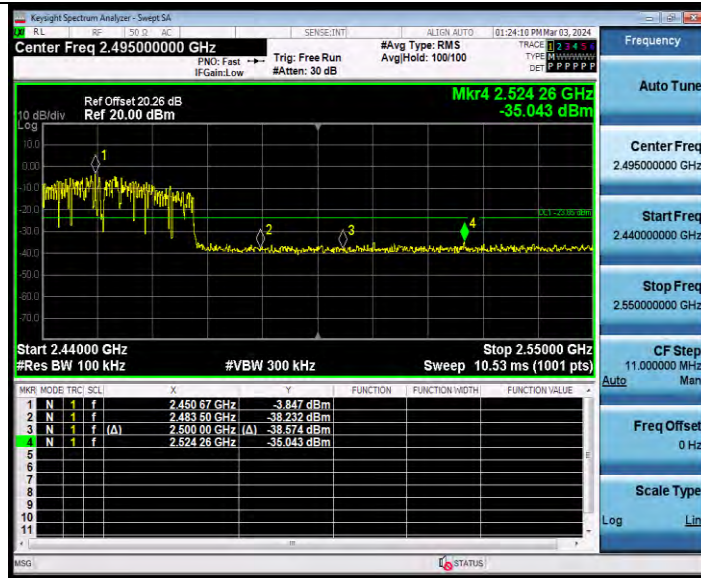 Keysight Spectrum Analyzer - Swept SA
RL RF 50 Ω AC SENSE:INT ALIGN AUTO 01:24:10 PM Mar 03, 2024
Center Freq 2.495000000 GHz #Avg Type: RMS TRACE 1 2 3 4 5 6
PNO: Fast Trig: Free Run Avg|Hold: 100/100 TYPE M WWWWW
IFGain:Low #Atten: 30 dB DET P P P P P P
Mkr4 2.524 26 GHz
-35.043 dBm
Ref Offset 20.26 dB
10 dB/div Ref 20.00 dBm
Log
10.0
0.00
-10.0
-20.0
-30.0
-40.0
-50.0
-60.0
-70.0
1
2
3
4
DL1 -23.85 dBm
Start 2.44000 GHz Stop 2.55000 GHz
#Res BW 100 kHz #VBW 300 kHz Sweep 10.53 ms (1001 pts)
MKR MODE TRC SCL X Y FUNCTION FUNCTION WIDTH FUNCTION VALUE
1 N 1 f 2.450 67 GHz -3.847 dBm
2 N 1 f 2.483 50 GHz -38.232 dBm
3 N 1 f (Δ) 2.500 00 GHz (Δ) -38.574 dBm
4 N 1 f 2.524 26 GHz -35.043 dBm
5
6
7
8
9
10
11
MSG STATUS
Frequency
Auto Tune
Center Freq
2.495000000 GHz
Start Freq
2.440000000 GHz
Stop Freq
2.550000000 GHz
CF Step
11.000000 MHz
Auto Man
Freq Offset
0 Hz
Scale Type
Log Lin